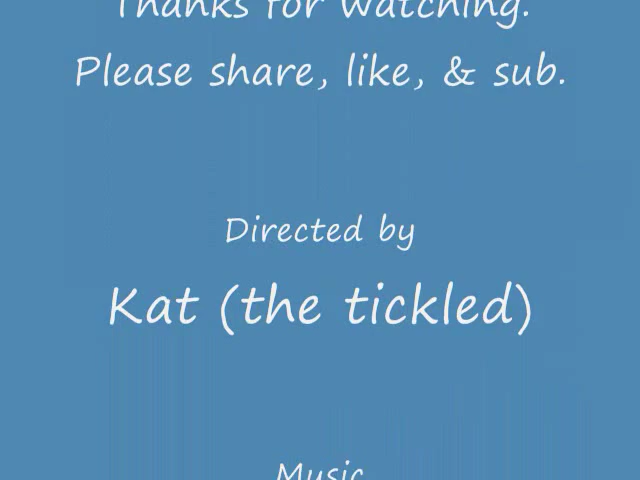 Thanks for watching.
Please share, like, & sub.
Directed by
Kat (the tickled)
Music